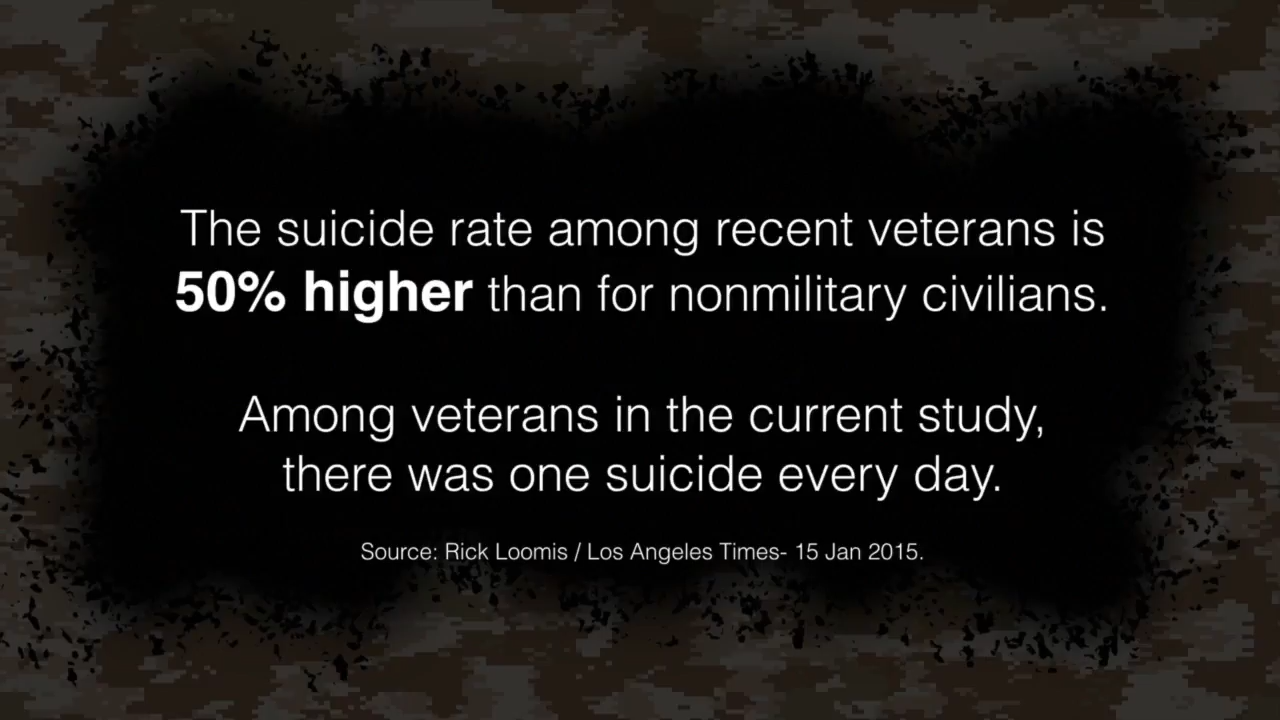 The suicide rate among recent veterans is
50% higher than for nonmilitary civilians.
Among veterans in the current study,
there was one suicide every day.
Source: Rick Loomis / Los Angeles Times- 15 Jan 2015.